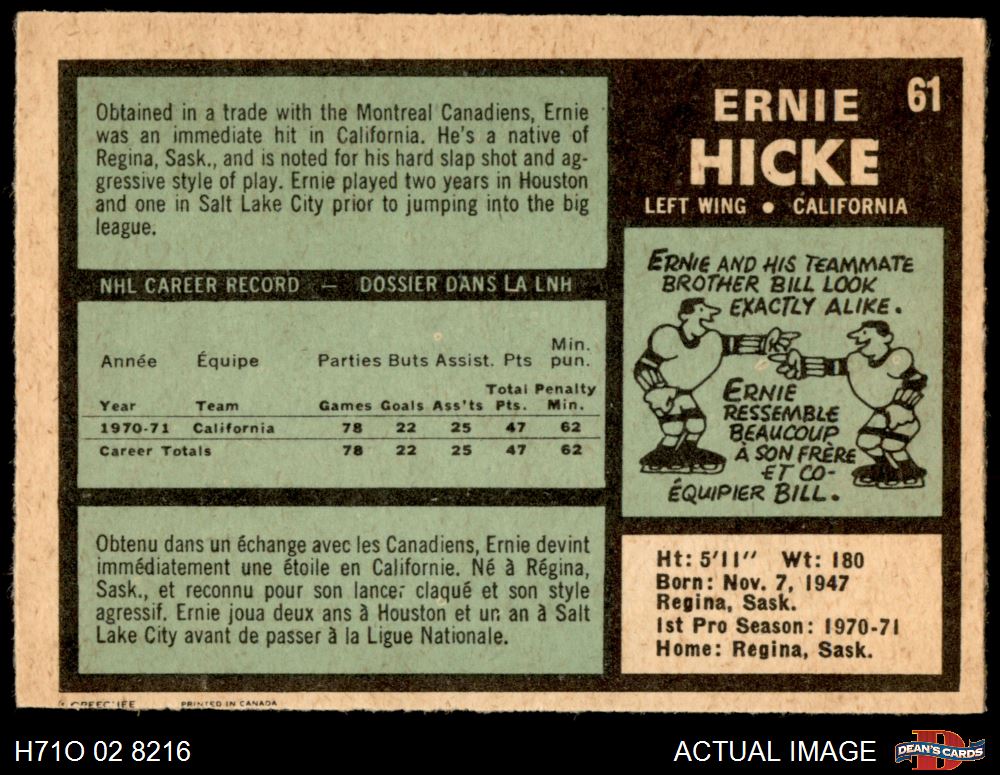 Obtained in a trade with the Montreal Canadiens, Ernie
was an immediate hit in California. He's a native of
Regina, Sask., and is noted for his hard slap shot and ag-
gressive style of play. Ernie played two years in Houston
and one in Salt Lake City prior to jumping into the big
league.
61
ERNIE
HICKE
LEFT WING • CALIFORNIA
NHL CAREER RECORD — DOSSIER DANS LA LNH
Année Équipe Parties Buts Assist. Pts Min. pun.
Year Team Games Goals Ass'ts Total Pts. Penalty Min.
1970-71 California 78 22 25 47 62
Career Totals 78 22 25 47 62
Obtenu dans un échange avec les Canadiens, Ernie devint
immédiatement une étoile en Californie. Né à Régina,
Sask., et reconnu pour son lancer claqué et son style
agressif. Ernie joua deux ans à Houston et un an à Salt
Lake City avant de passer à la Ligue Nationale.
ERNIE AND HIS TEAMMATE
BROTHER BILL LOOK
EXACTLY ALIKE.
ERNIE
RESSEMBLE
BEAUCOUP
À SON FRÈRE
ET CO-
ÉQUIPIER BILL.
Ht: 5'11" Wt: 180
Born: Nov. 7, 1947
Regina, Sask.
1st Pro Season: 1970-71
Home: Regina, Sask.
PRINTED IN CANADA
H71O 02 8216
ACTUAL IMAGE
DEAN'S CARDS